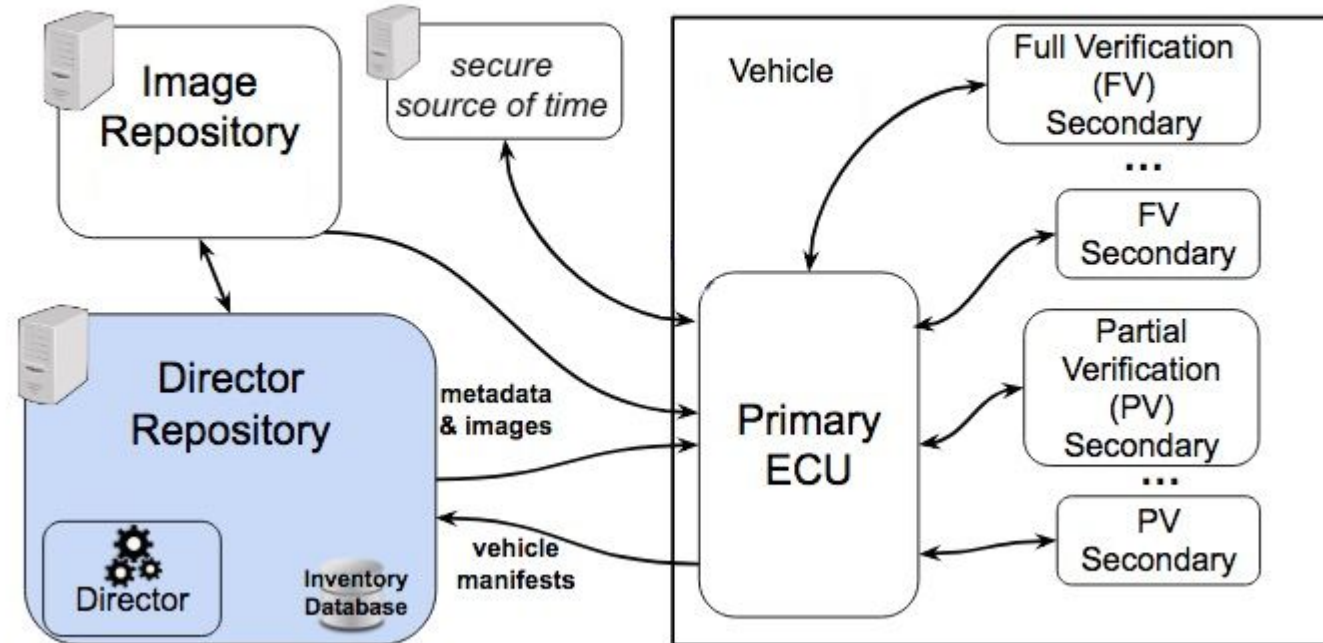 Image
Repository
secure
source of time
Vehicle
Full Verification
(FV)
Secondary
...
FV
Secondary
Director
Repository
metadata
& images
Primary
ECU
Partial
Verification
(PV)
Secondary
...
PV
Secondary
vehicle
manifests
Director
Inventory
Database